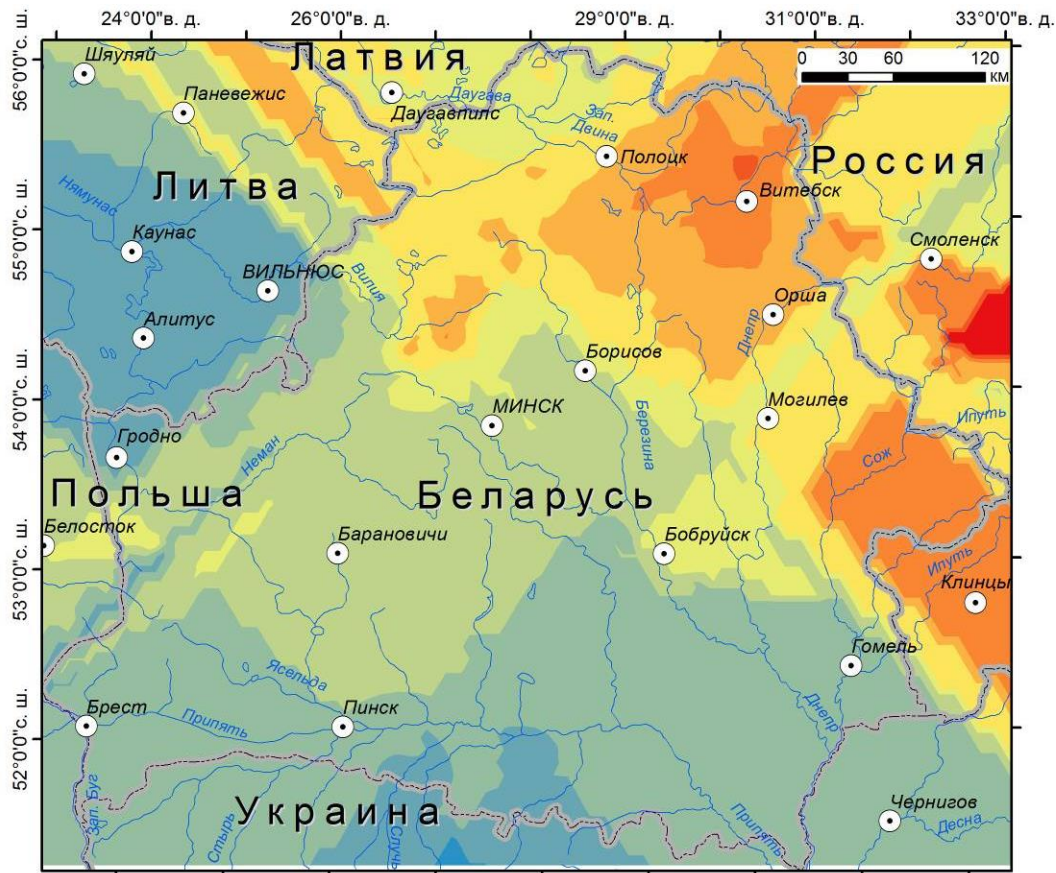 24°0'0"в. д.
26°0'0"в. д.
29°0'0"в. д.
31°0'0"в. д.
33°0'0"в. д.
56°0'0"с. ш.
55°0'0"с. ш.
54°0'0"с. ш.
53°0'0"с. ш.
52°0'0"с. ш.
0 30 60 120
км
Шяуляй
Латвия
Паневежис
Даугава
Даугавпилс
Зап.
Двина
Полоцк
Россия
Литва
Витебск
Нямунас
Каунас
Смоленск
ВИЛЬНЮС
Вилия
Орша
Алитус
Днепр
Борисов
МИНСК
Могилев
Ипуть
Березина
Гродно
Неман
Сож
Польша
Беларусь
Белосток
Барановичи
Бобруйск
Ипуть
Клинцы
Гомель
Ясельда
Брест
Припять
Пинск
Днепр
Зап. Буг
Украина
Стырь
Случь
Припять
Чернигов
Десна